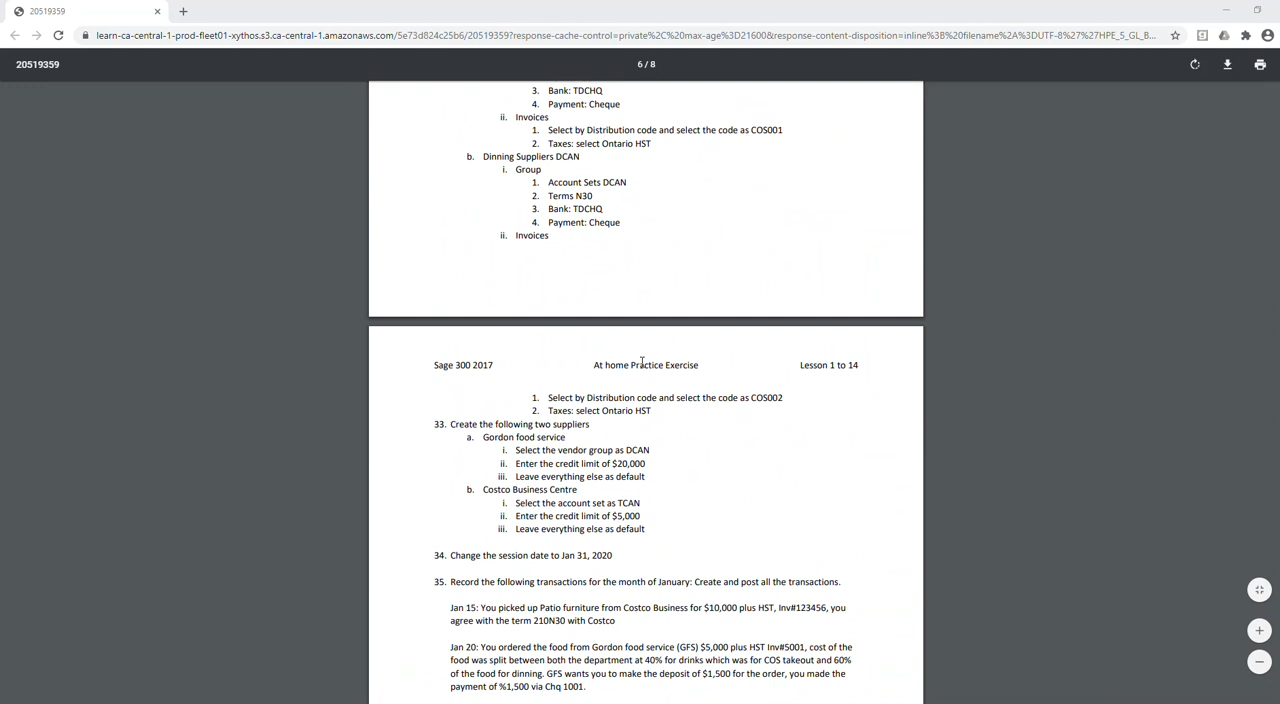 20519359
learn-ca-central-1-prod-fleet01-xythos.s3.ca-central-1.amazonaws.com/5e73d824c25b6/20519359?response-cache-control=private%2C%20max-age%3D21600&response-content-disposition=inline%3B%20filename%2A%3DUTF-8%27%27HPE_5_GL_B...
20519359
6 / 8
3. Bank: TDCHQ
4. Payment: Cheque
ii. Invoices
1. Select by Distribution code and select the code as COS001
2. Taxes: select Ontario HST
b. Dinning Suppliers DCAN
i. Group
1. Account Sets DCAN
2. Terms N30
3. Bank: TDCHQ
4. Payment: Cheque
ii. Invoices
Sage 300 2017 At home Practice Exercise Lesson 1 to 14
1. Select by Distribution code and select the code as COS002
2. Taxes: select Ontario HST
33. Create the following two suppliers
a. Gordon food service
i. Select the vendor group as DCAN
ii. Enter the credit limit of $20,000
iii. Leave everything else as default
b. Costco Business Centre
i. Select the account set as TCAN
ii. Enter the credit limit of $5,000
iii. Leave everything else as default
34. Change the session date to Jan 31, 2020
35. Record the following transactions for the month of January: Create and post all the transactions.
Jan 15: You picked up Patio furniture from Costco Business for $10,000 plus HST, Inv#123456, you
agree with the term 210N30 with Costco
Jan 20: You ordered the food from Gordon food service (GFS) $5,000 plus HST Inv#5001, cost of the
food was split between both the department at 40% for drinks which was for COS takeout and 60%
of the food for dinning. GFS wants you to make the deposit of $1,500 for the order, you made the
payment of %1,500 via Chq 1001.